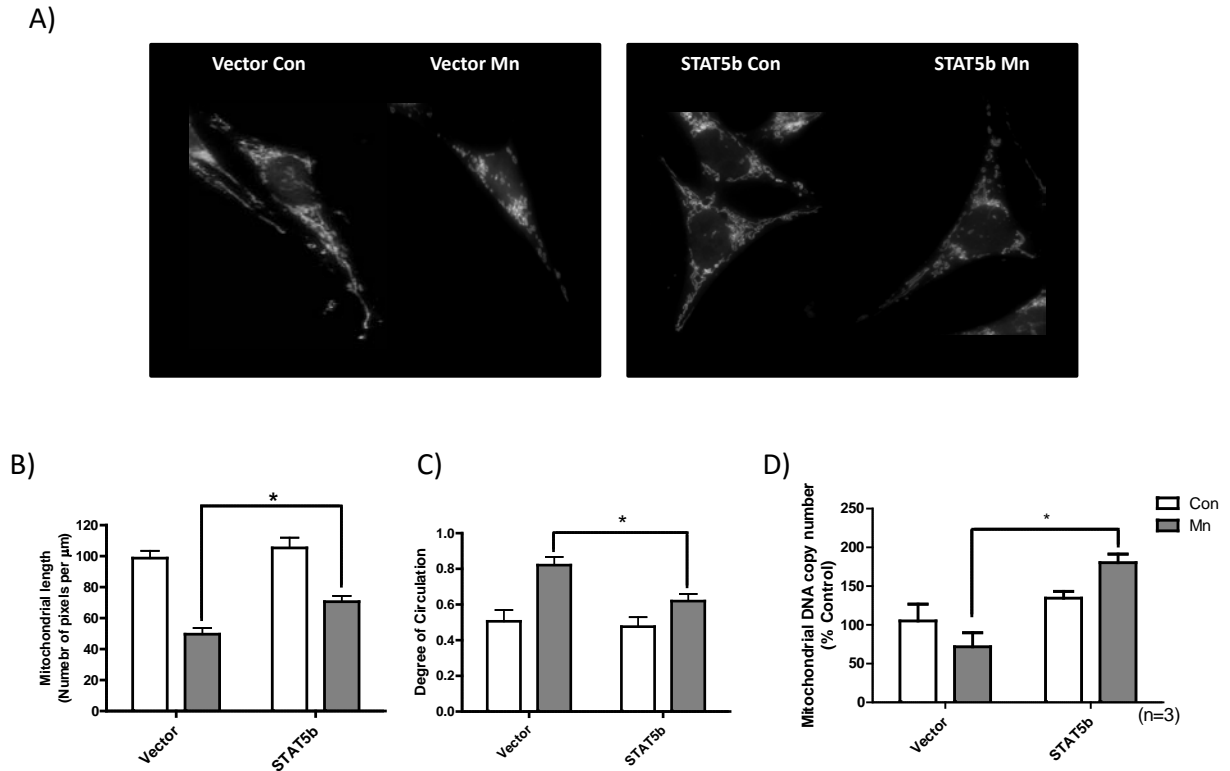 A)
Vector Con
Vector Mn
STAT5b Con
STAT5b Mn
B)
Mitochondrial length
(Numebr of pixels per µm)
120
100
80
60
40
20
0
*
Vector
STAT5b
C)
Degree of Circulation
1.0
0.8
0.6
0.4
0.2
0.0
*
Vector
STAT5b
D)
Mitochondrial DNA copy number
(% Control)
250
200
150
100
50
0
*
Vector
STAT5b
(n=3)
Con
Mn